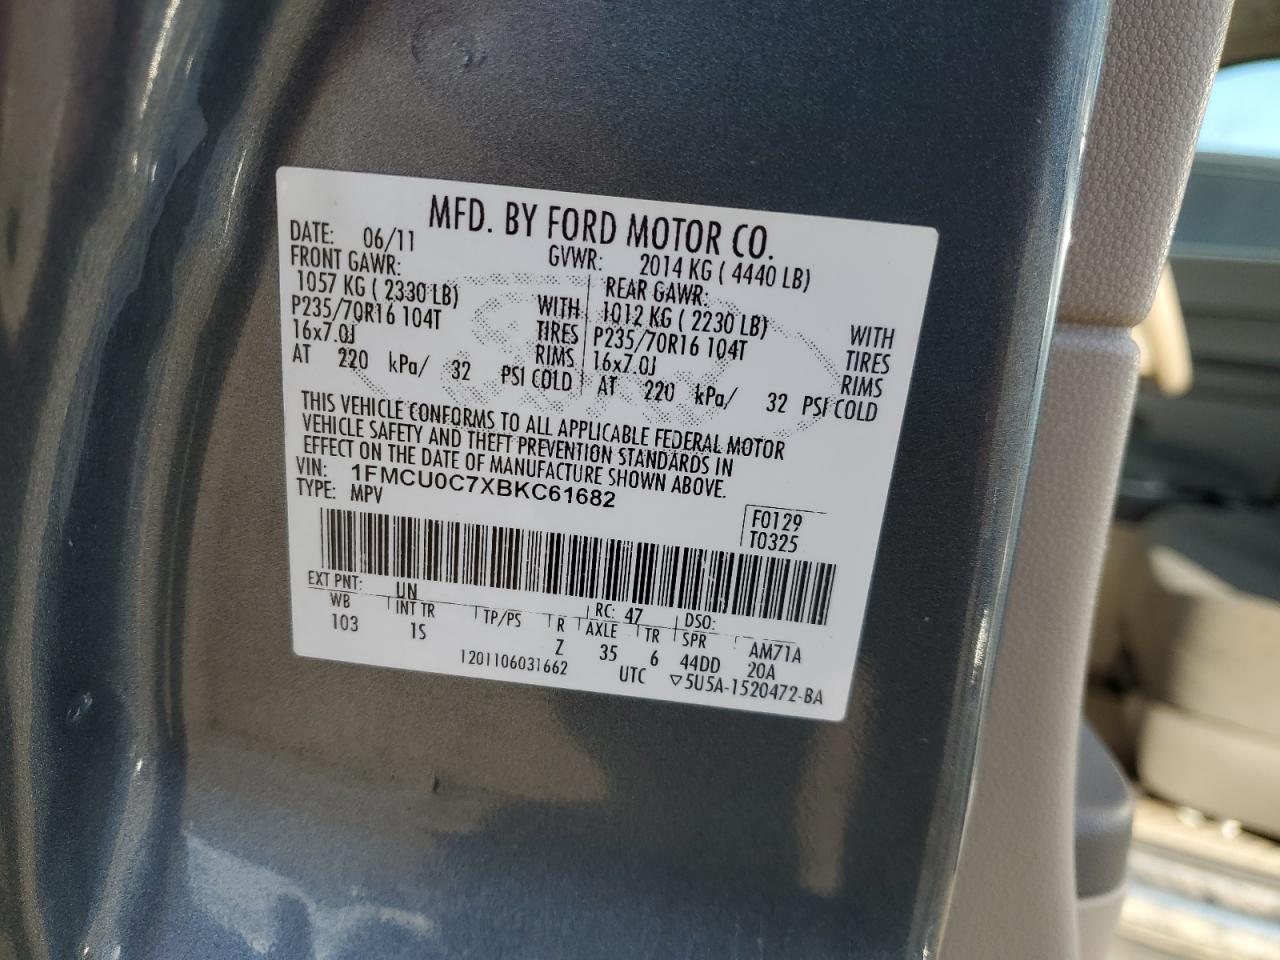 MFD. BY FORD MOTOR CO.
DATE: 06/11 GVWR: 2014 KG ( 4440 LB)
FRONT GAWR: REAR GAWR:
1057 KG ( 2330 LB) WITH 1012 KG ( 2230 LB) WITH
P235/70R16 104T TIRES P235/70R16 104T TIRES
16x7.0J RIMS 16x7.0J RIMS
AT 220 kPa/ 32 PSI COLD AT 220 kPa/ 32 PSI COLD
THIS VEHICLE CONFORMS TO ALL APPLICABLE FEDERAL MOTOR
VEHICLE SAFETY AND THEFT PREVENTION STANDARDS IN
EFFECT ON THE DATE OF MANUFACTURE SHOWN ABOVE.
VIN: 1FMCU0C7XBKC61682
TYPE: MPV
F0129
T0325
EXT PNT: UN RC: 47 DSO:
WB INT TR TP/PS R AXLE TR SPR AM71A
103 1S Z 35 6 44DD 20A
1201106031662 UTC ▽5U5A-1520472-BA